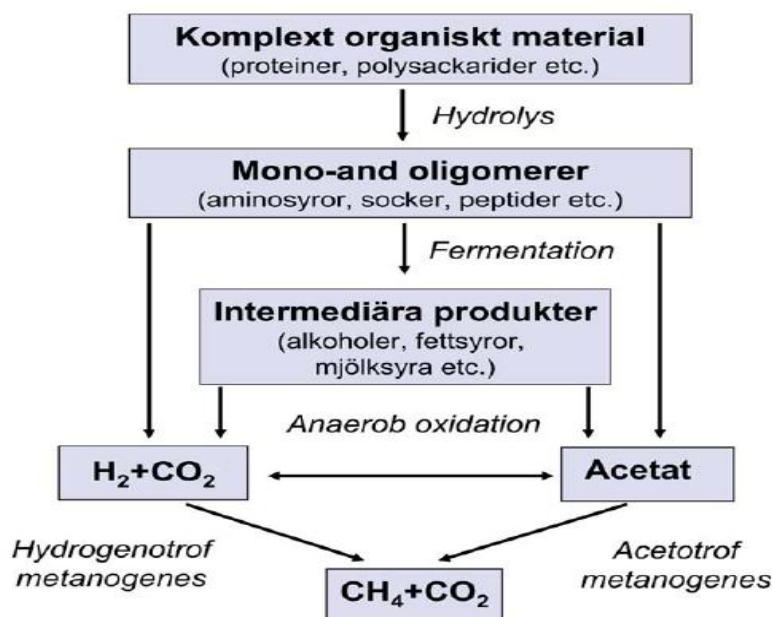 Komplext organiskt material
(proteiner, polysackarider etc.)
Hydrolys
Mono-and oligomerer
(aminosyror, socker, peptider etc.)
Fermentation
Intermediära produkter
(alkoholer, fettsyror,
mjölksyra etc.)
Anaerob oxidation
H₂+CO₂
Acetat
Hydrogenotrof
metanogenes
Acetotrof
metanogenes
CH₄+CO₂